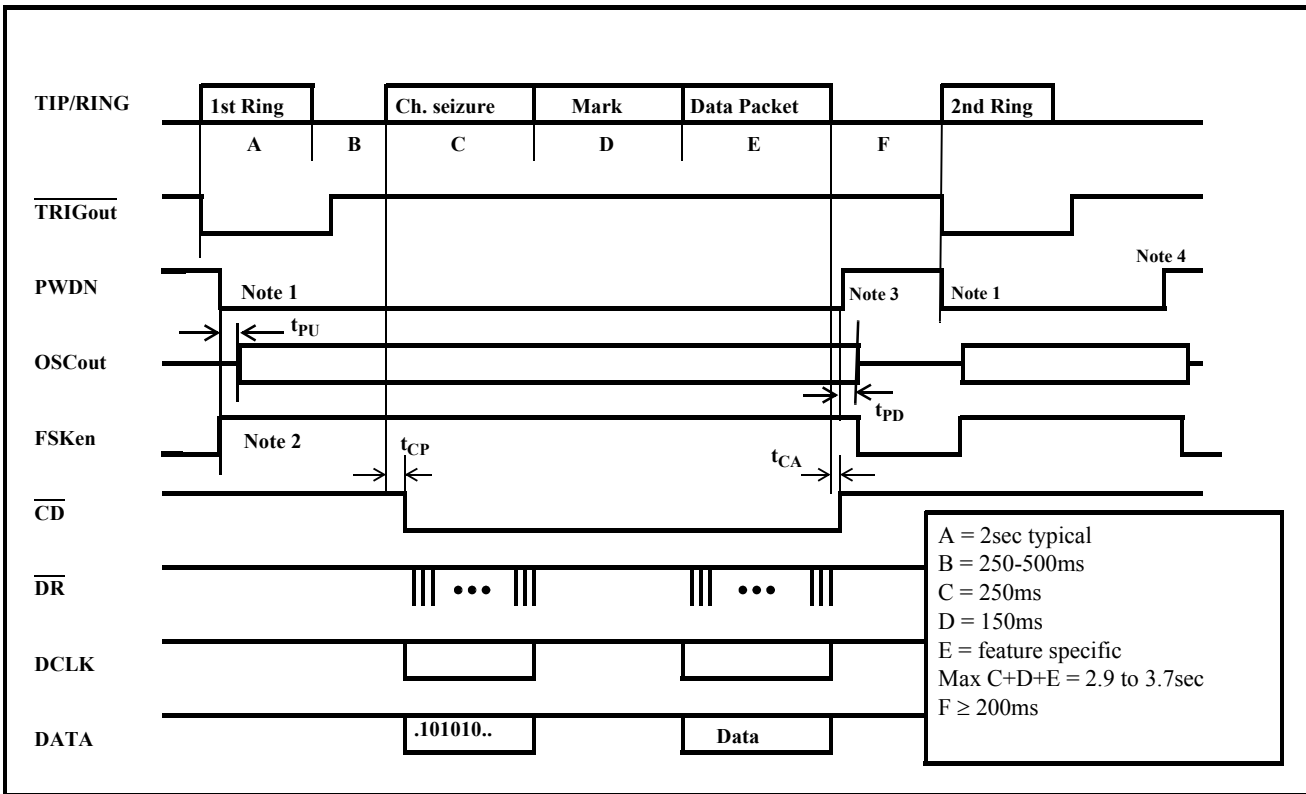 TIP/RING
1st Ring
Ch. seizure
Mark
Data Packet
2nd Ring
A
B
C
D
E
F
TRIGout
Note 4
PWDN
Note 1
Note 3
Note 1
tPU
OSCout
tPD
FSKen
Note 2
tCP
tCA
CD
A = 2sec typical
B = 250-500ms
C = 250ms
D = 150ms
E = feature specific
Max C+D+E = 2.9 to 3.7sec
F ≥ 200ms
DR
•••
•••
DCLK
DATA
.101010..
Data